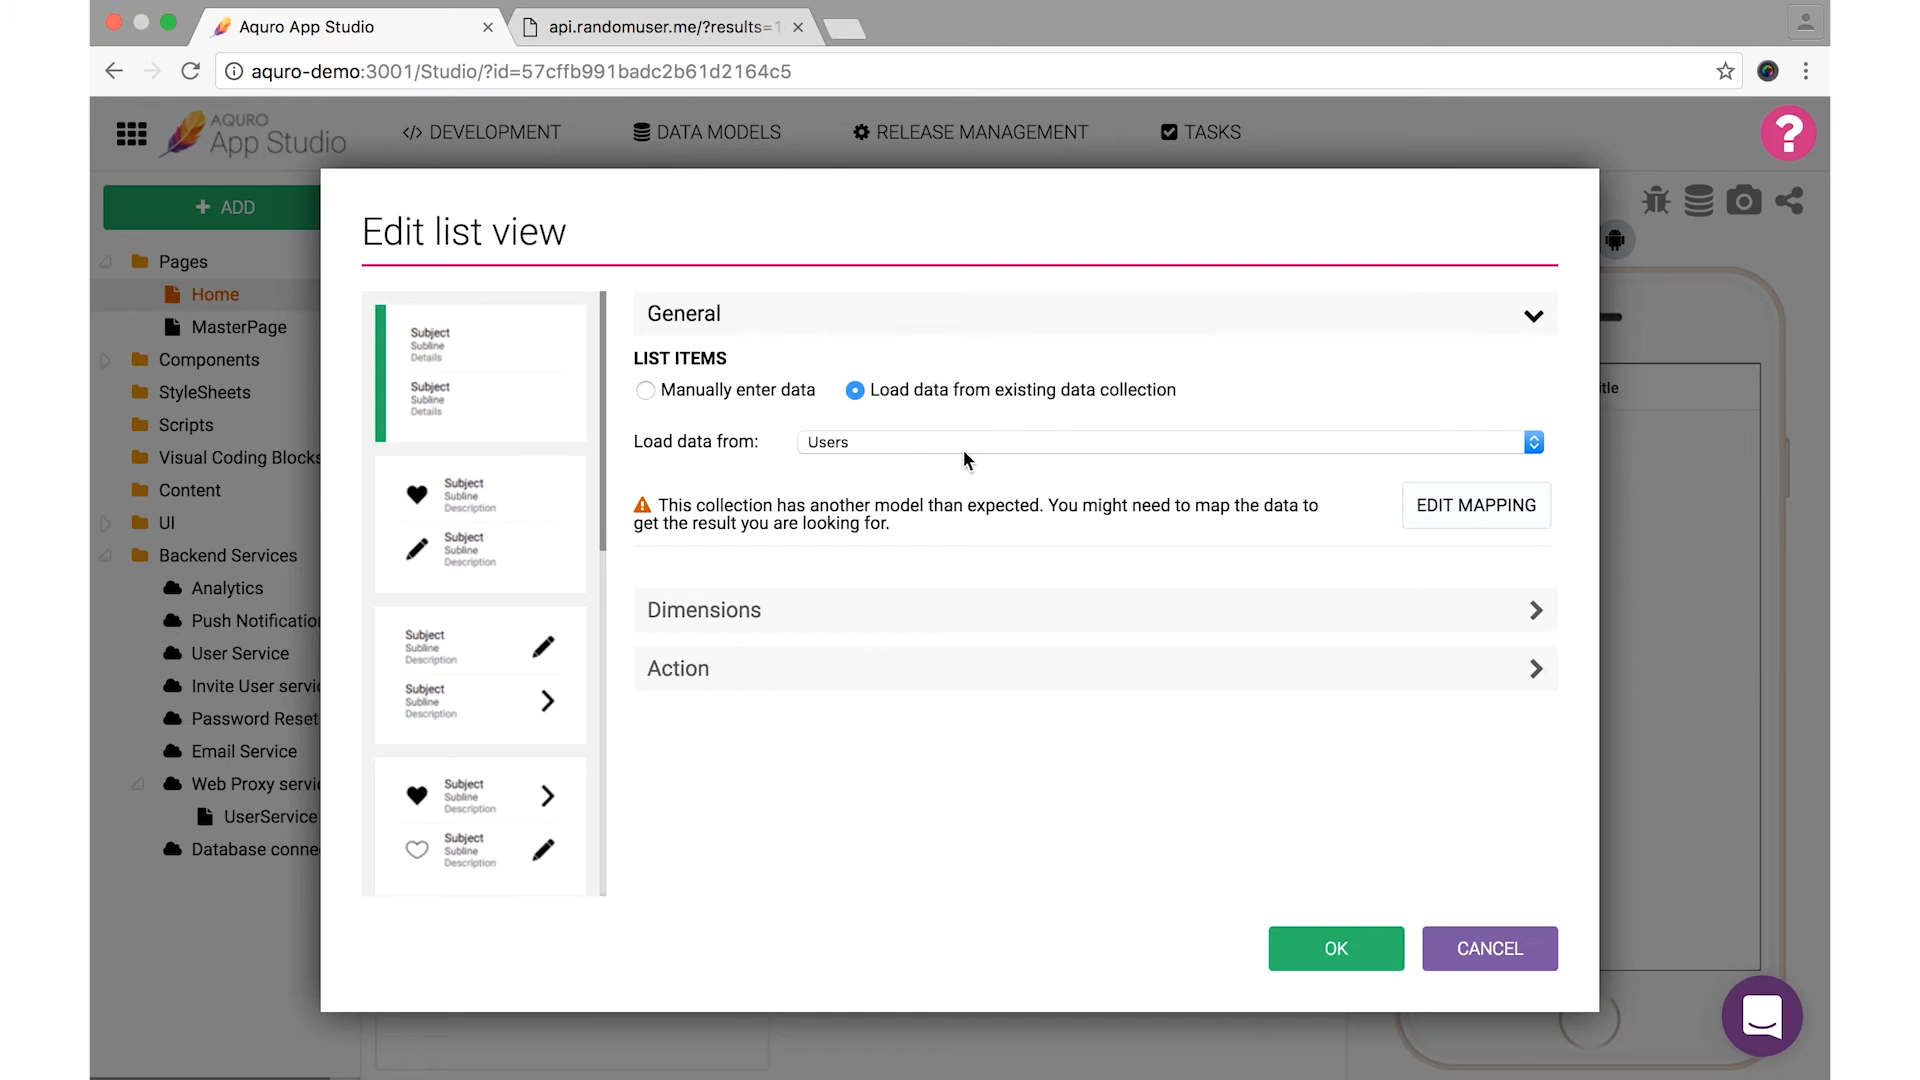 Aquro App Studio
api.randomuser.me/?results=1
aquro-demo:3001/Studio/?id=57cffb991badc2b61d2164c5
AQURO
App Studio
</> DEVELOPMENT
DATA MODELS
RELEASE MANAGEMENT
TASKS
?
+ ADD
Pages
Home
MasterPage
Components
StyleSheets
Scripts
Visual Coding Blocks
Content
UI
Backend Services
Analytics
Push Notification
User Service
Invite User servic
Password Reset
Email Service
Web Proxy servic
UserService
Database conne
Edit list view
Subject
Subline
Details
Subject
Subline
Details
Subject
Subline
Description
Subject
Subline
Description
Subject
Subline
Description
Subject
Subline
Description
Subject
Subline
Description
Subject
Subline
Description
General
LIST ITEMS
Manually enter data
Load data from existing data collection
Load data from:
Users
This collection has another model than expected. You might need to map the data to
get the result you are looking for.
EDIT MAPPING
Dimensions
Action
OK
CANCEL
tle